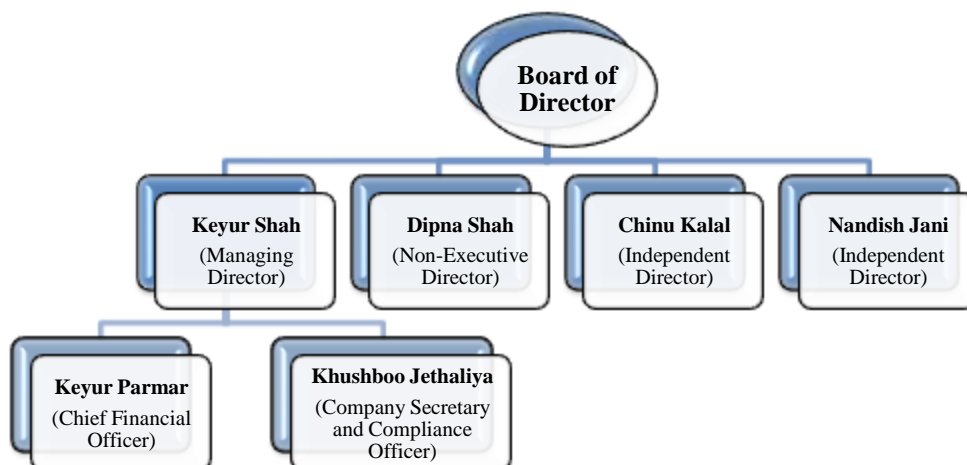 Board of
Director
Keyur Shah
(Managing
Director)
Dipna Shah
(Non-Executive
Director)
Chinu Kalal
(Independent
Director)
Nandish Jani
(Independent
Director)
Keyur Parmar
(Chief Financial
Officer)
Khushboo Jethaliya
(Company Secretary
and Compliance
Officer)